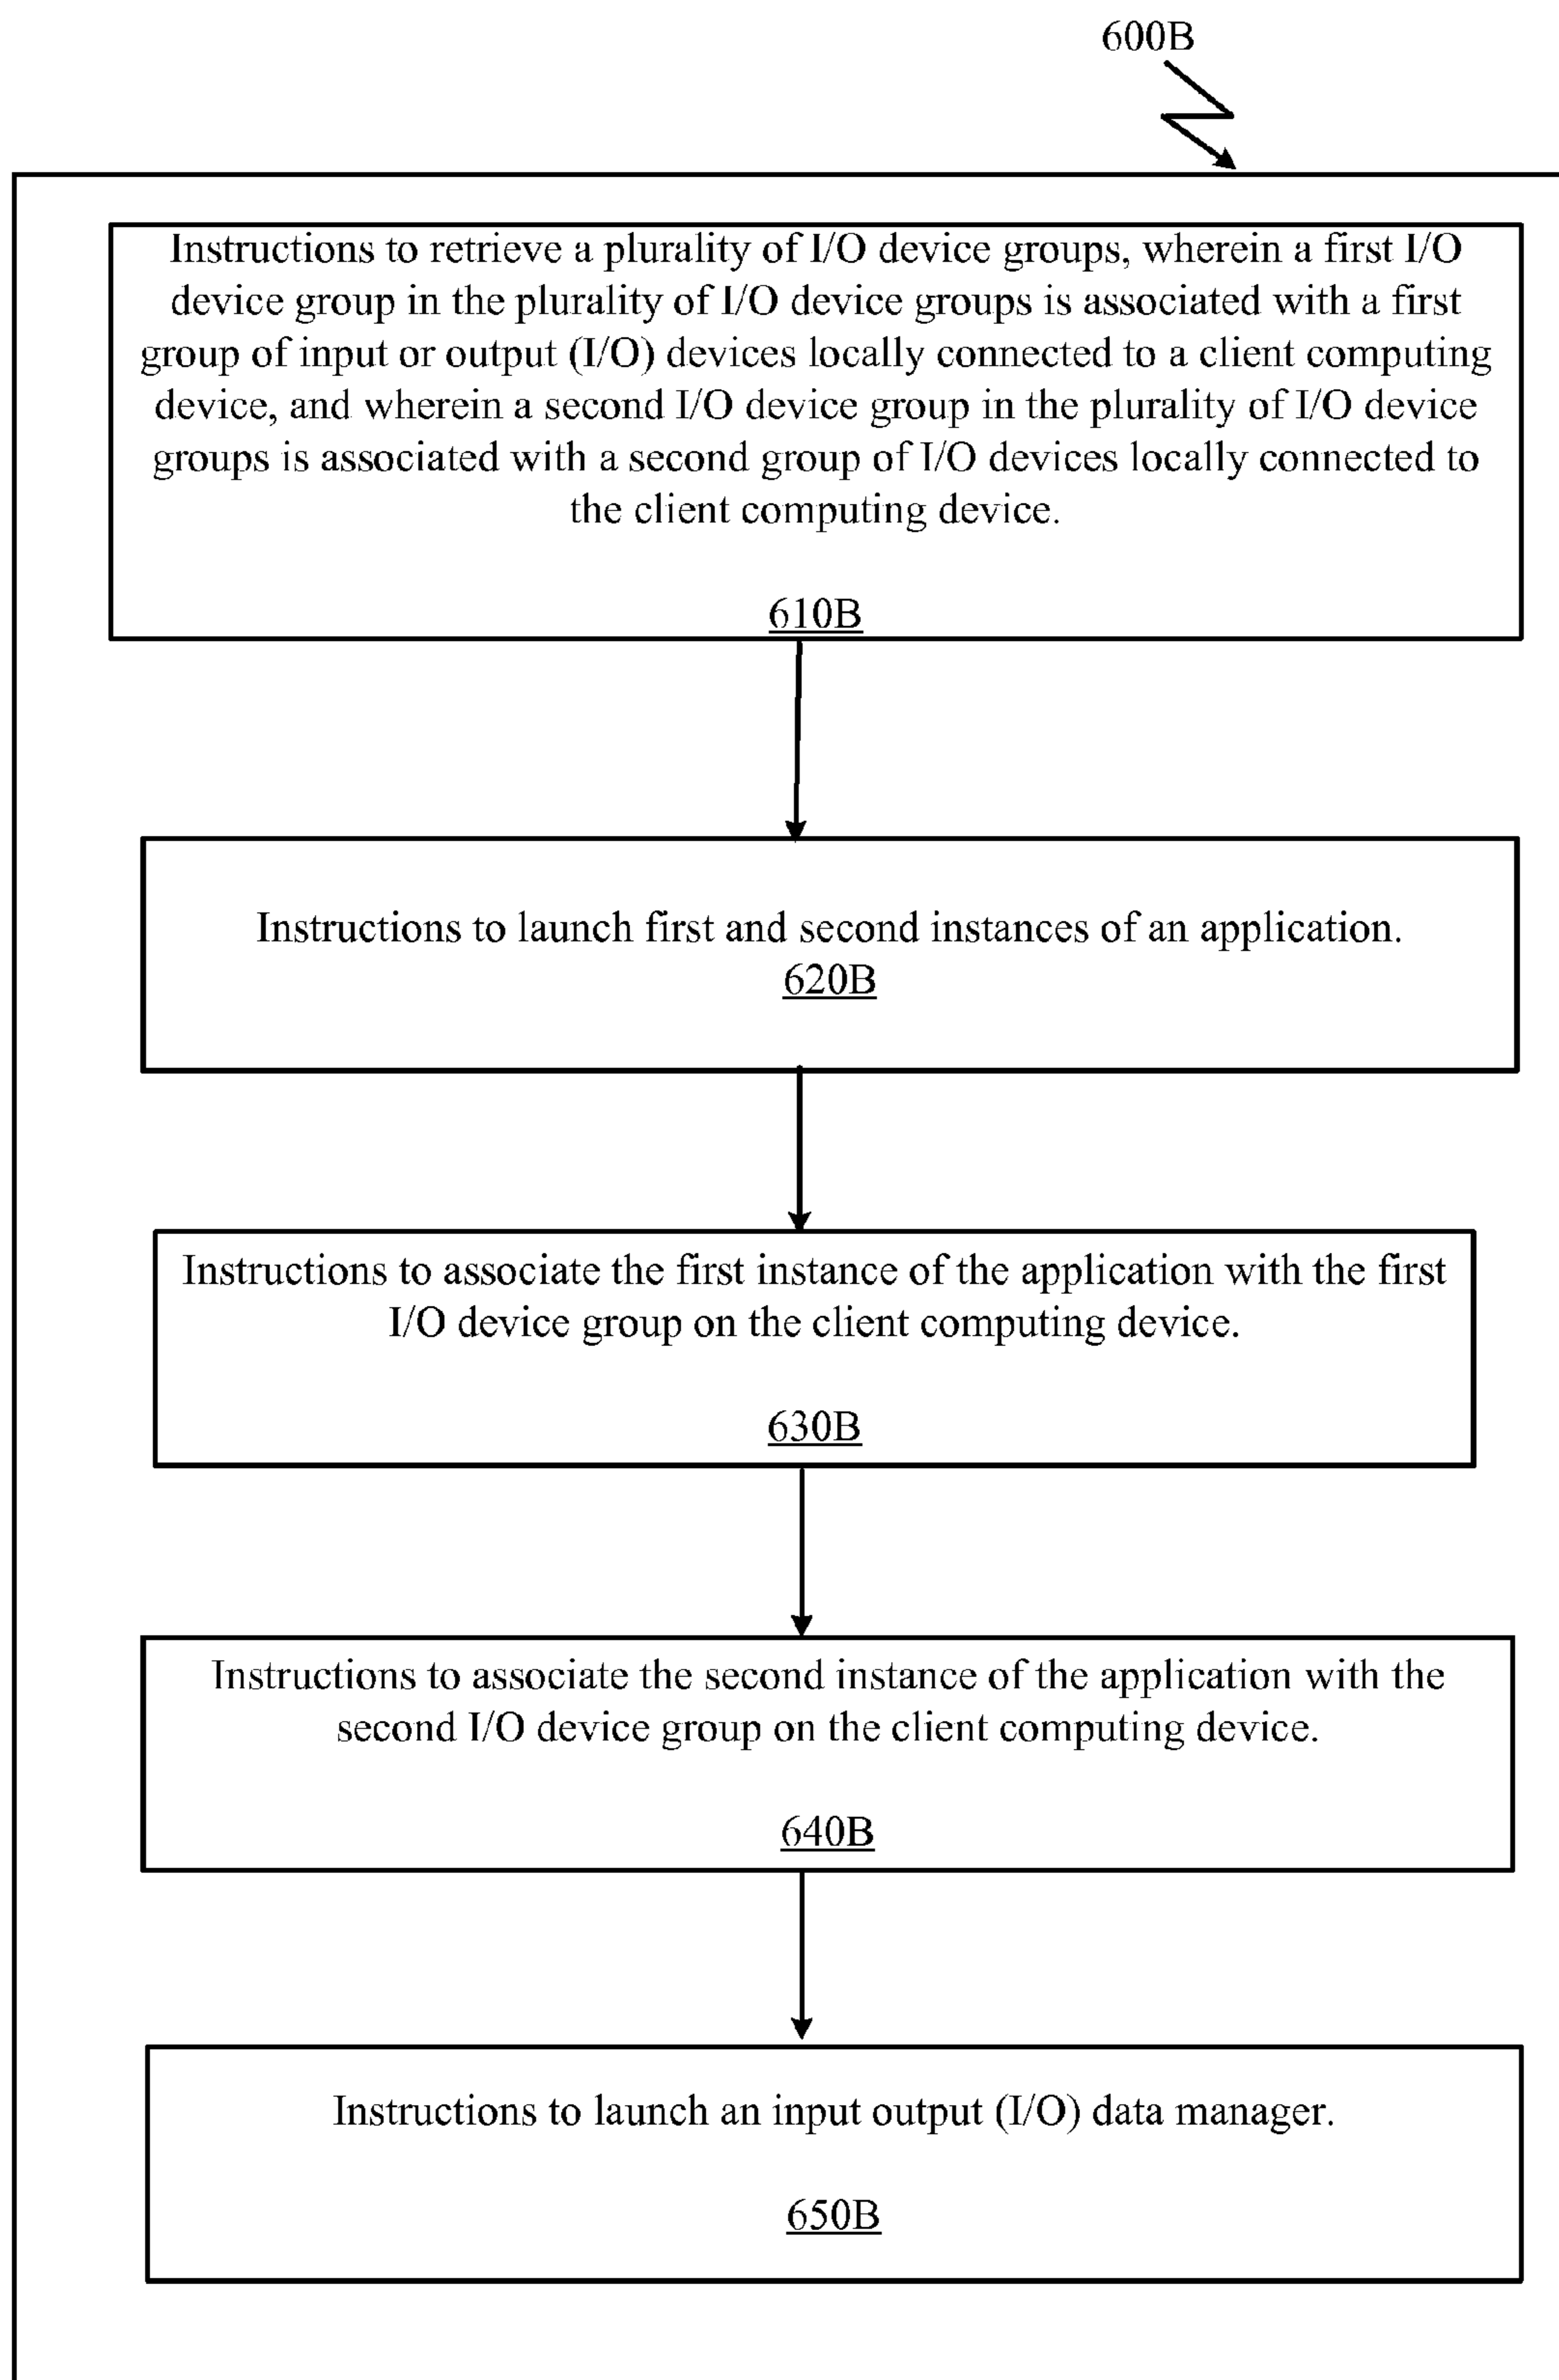 600B
Instructions to retrieve a plurality of I/O device groups, wherein a first I/O
device group in the plurality of I/O device groups is associated with a first
group of input or output (I/O) devices locally connected to a client computing
device, and wherein a second I/O device group in the plurality of I/O device
groups is associated with a second group of I/O devices locally connected to
the client computing device.
610B
Instructions to launch first and second instances of an application.
620B
Instructions to associate the first instance of the application with the first
I/O device group on the client computing device.
630B
Instructions to associate the second instance of the application with the
second I/O device group on the client computing device.
640B
Instructions to launch an input output (I/O) data manager.
650B